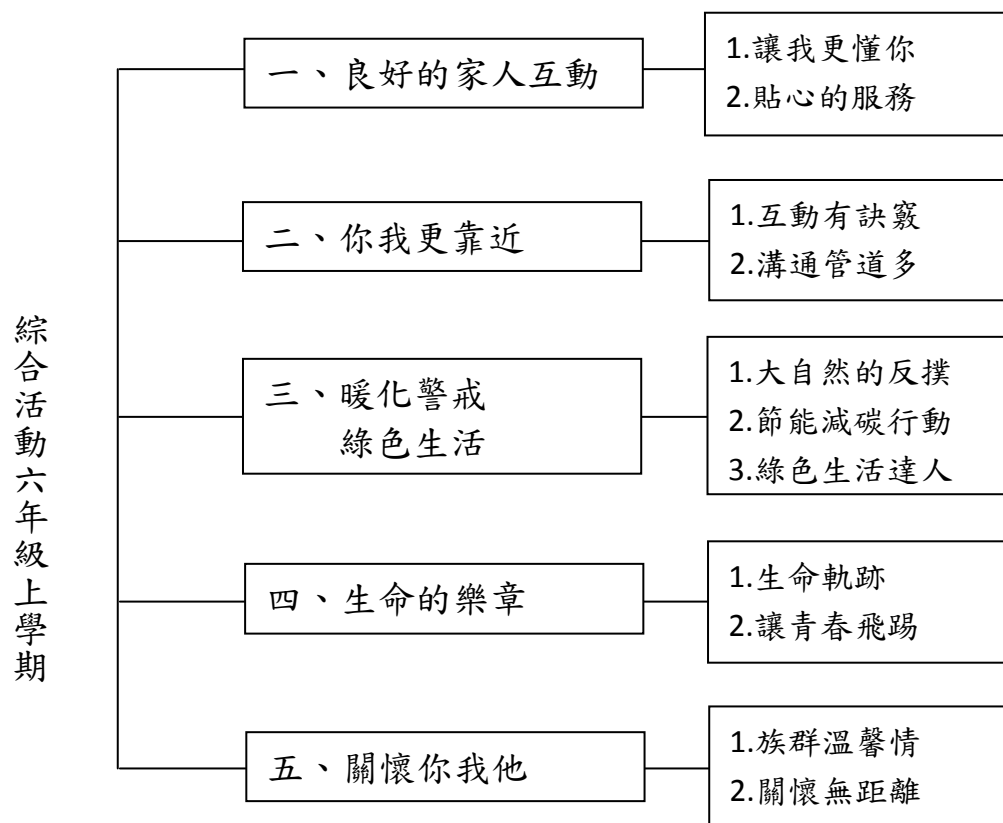 綜合活動六年級上學期
一、良好的家人互動
1.讓我更懂你
2.貼心的服務
二、你我更靠近
1.互動有訣竅
2.溝通管道多
三、暖化警戒
綠色生活
1.大自然的反撲
2.節能減碳行動
3.綠色生活達人
四、生命的樂章
1.生命軌跡
2.讓青春飛踢
五、關懷你我他
1.族群溫馨情
2.關懷無距離